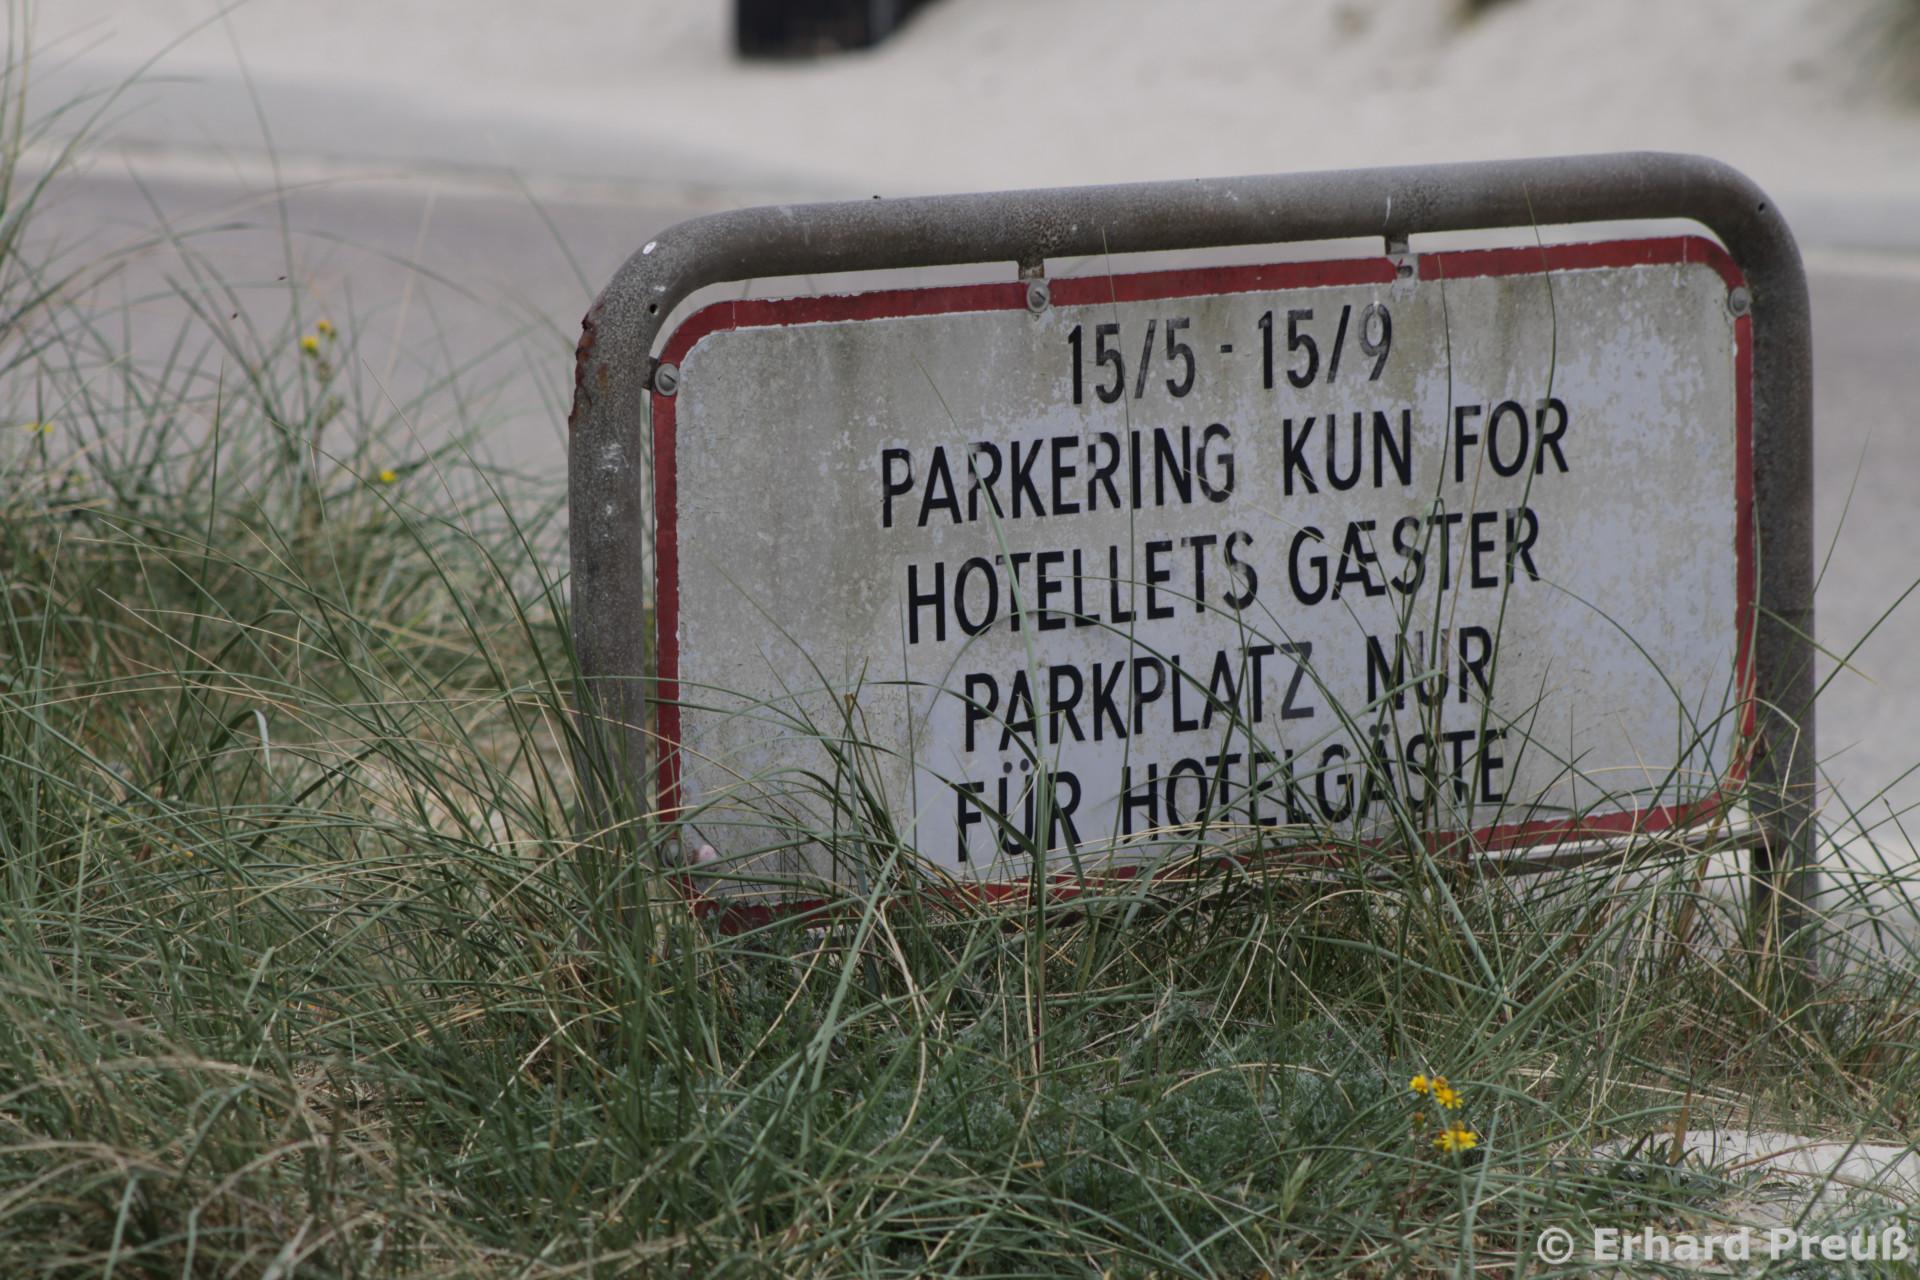 15/5 - 15/9
PARKERING KUN FOR
HOTELLETS GÆSTER
PARKPLATZ NUR
FÜR HOTELGÄSTE
© Erhard Preuß